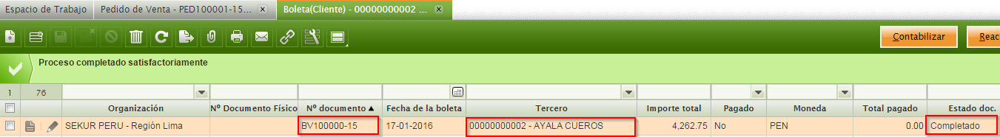 Espacio de Trabajo Pedido de Venta - PED100001-15... Boleta(Cliente) - 00000000002 ...
Contabilizar Reac
Proceso completado satisfactoriamente
1 76
Organización Nº Documento Físico Nº documento Fecha de la boleta Tercero Importe total Pagado Moneda Total pagado Estado doc.
SEKUR PERU - Región Lima BV100000-15 17-01-2016 00000000002 - AYALA CUEROS 4,262.75 No PEN 0.00 Completado